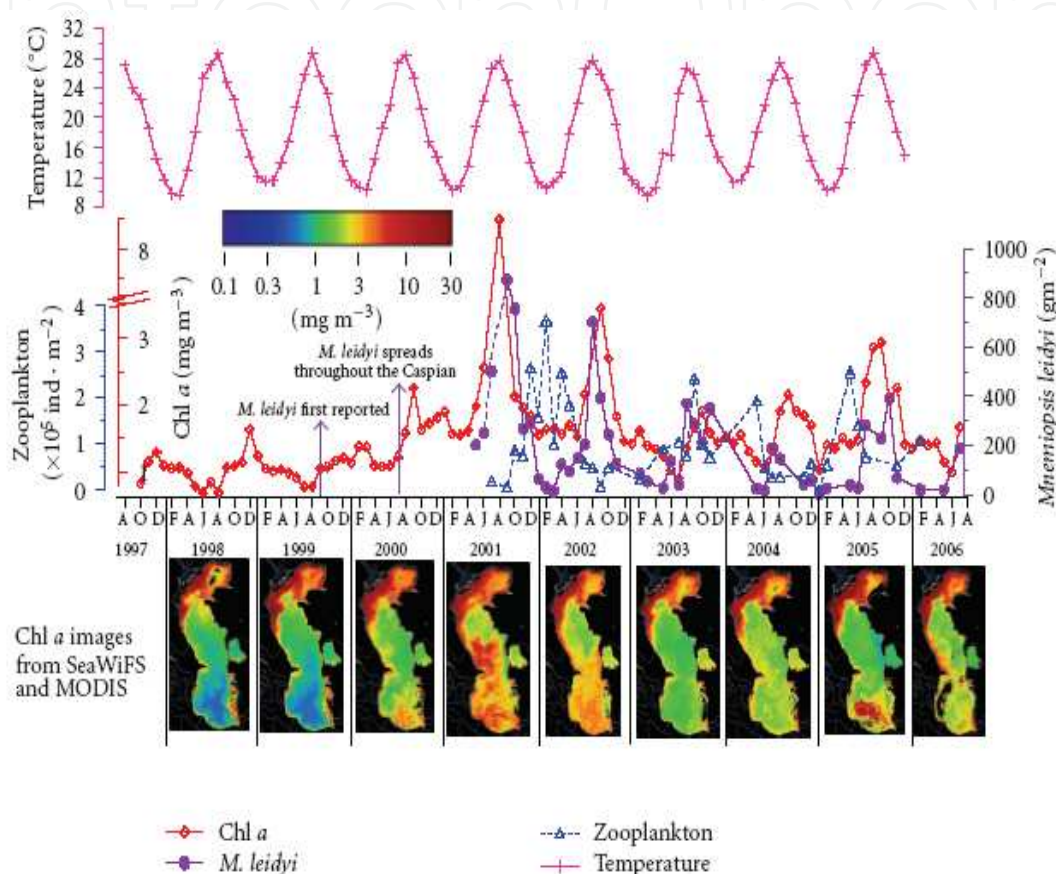 32
28
24
20
16
12
8
Temperature (°C)
0.1 0.3 1 3 10 30
(mg m⁻³)
8
3
2
1
0
Chl a (mg m⁻³)
4
3
2
1
0
Zooplankton
(×10⁵ ind · m⁻²)
1000
800
600
400
200
0
Mnemiopsis leidyi (gm⁻²)
M. leidyi spreads
throughout the Caspian
M. leidyi first reported
A O D F A J A O D F A J A O D F A J A O D F A J A O D F A J A O D F A J A O D F A J A O D F A J A O D F A J A
1997 1998 1999 2000 2001 2002 2003 2004 2005 2006
Chl a images
from SeaWiFS
and MODIS
Chl a
Zooplankton
M. leidyi
Temperature